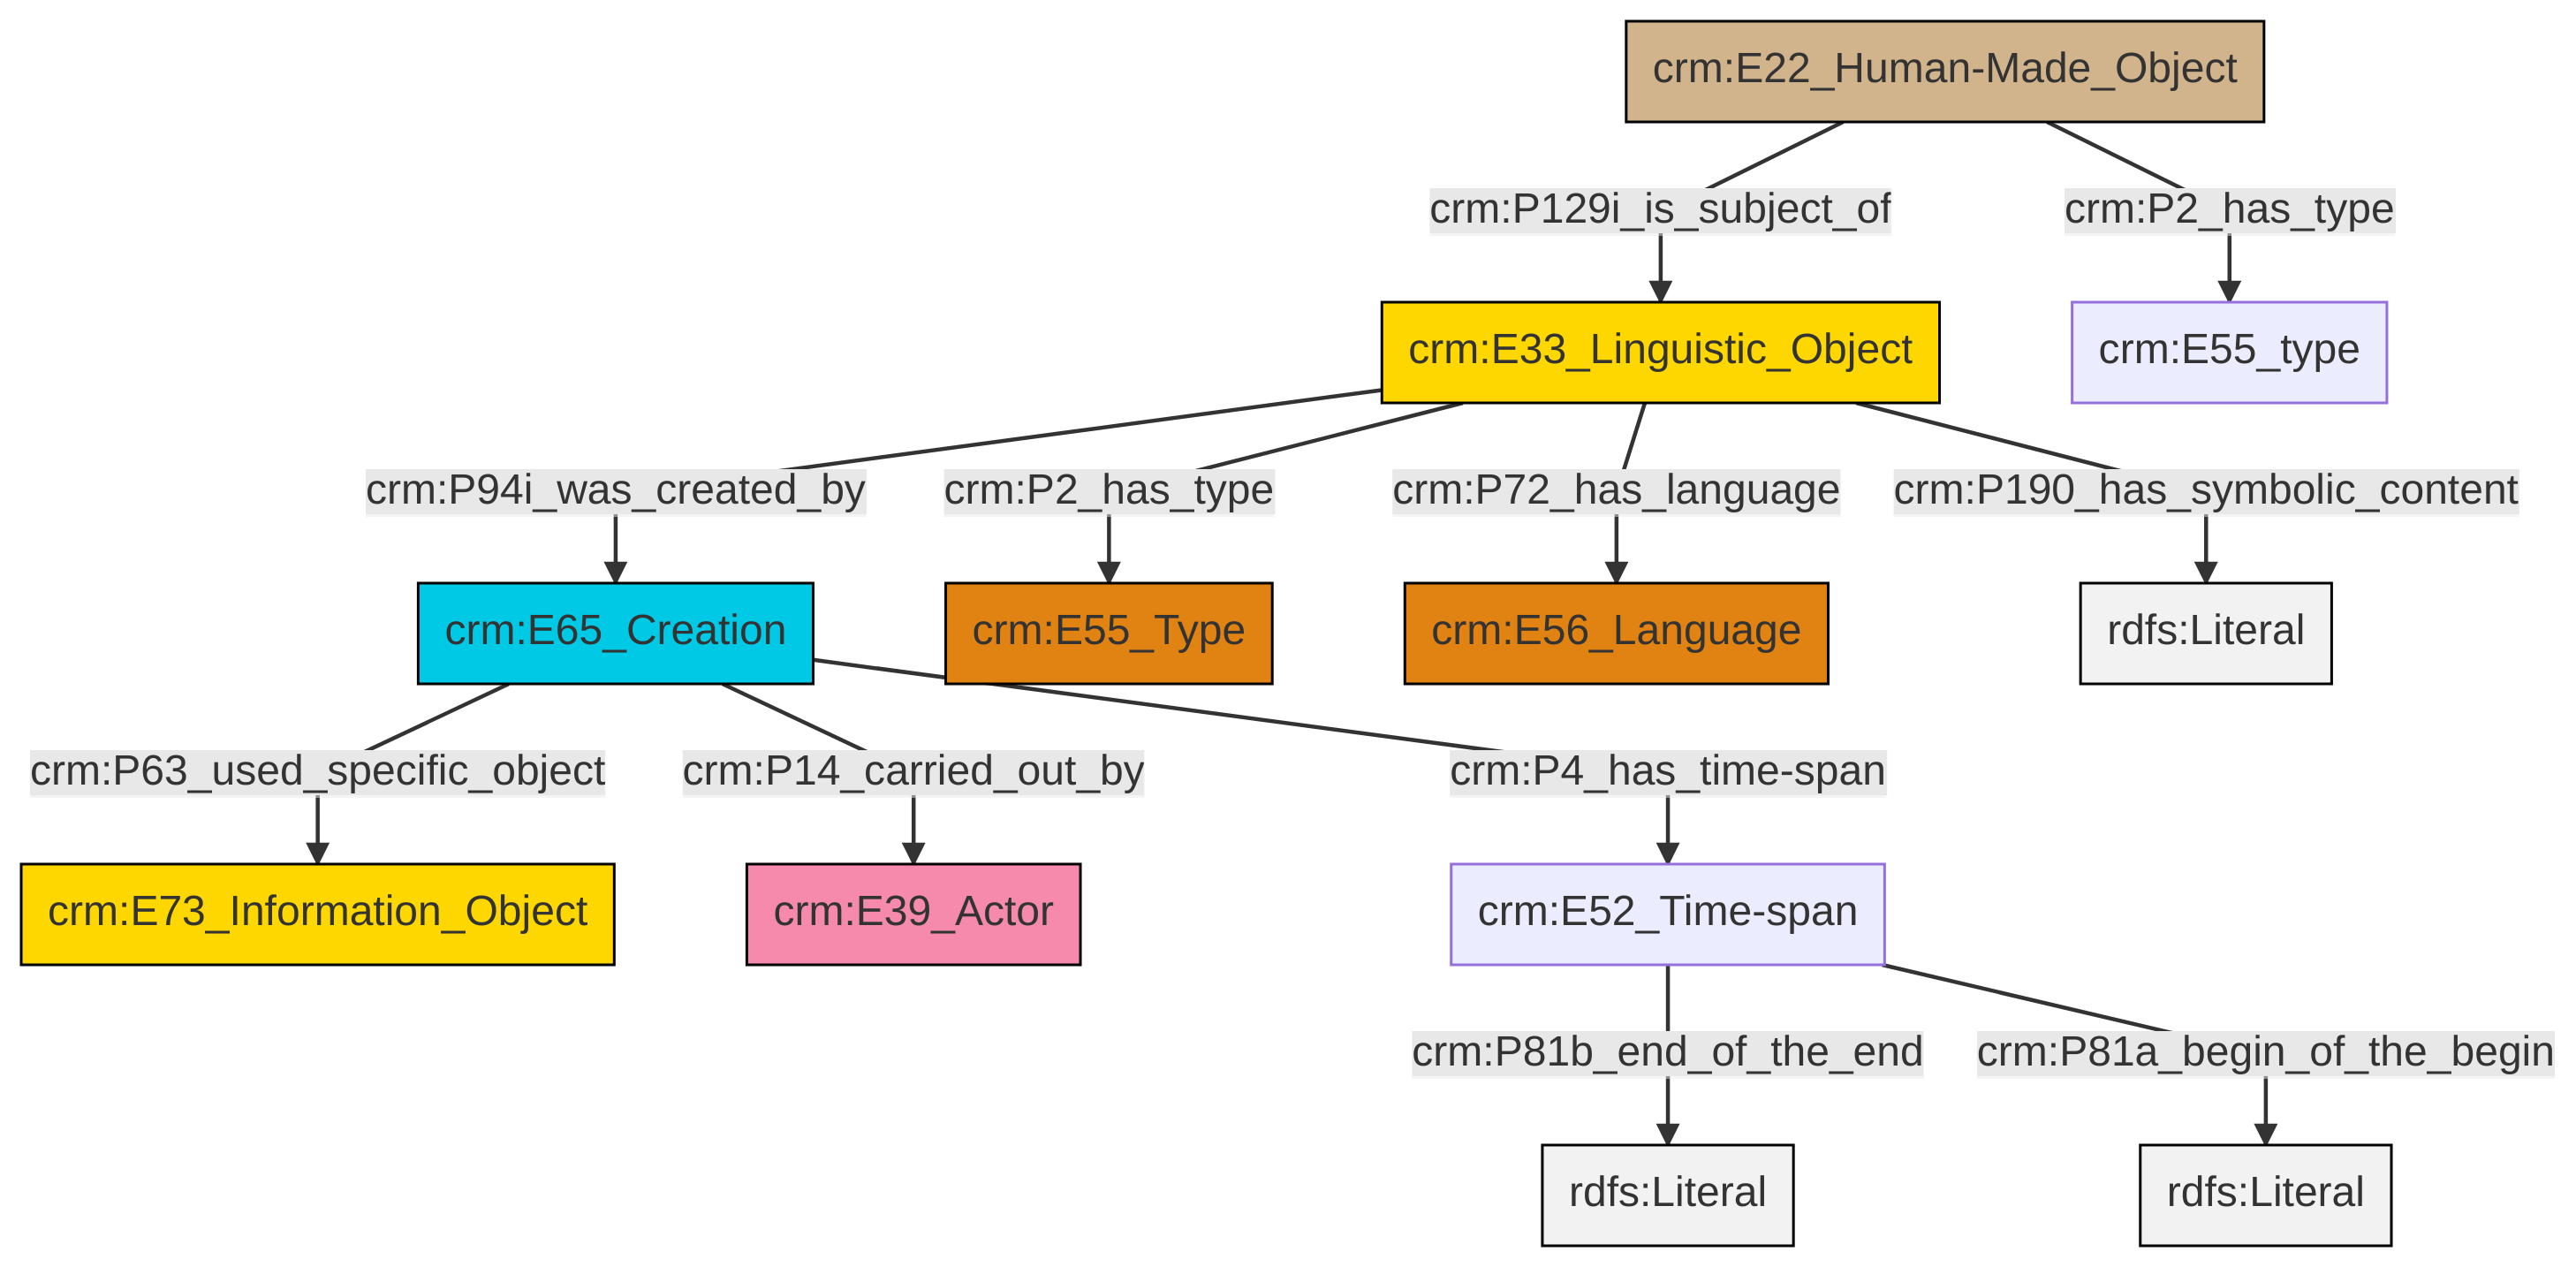 crm:E22_Human-Made_Object
crm:P129i_is_subject_of
crm:P2_has_type
crm:E33_Linguistic_Object
crm:E55_type
crm:P94i_was_created_by
crm:P2_has_type
crm:P72_has_language
crm:P190_has_symbolic_content
crm:E65_Creation
crm:E55_Type
crm:E56_Language
rdfs:Literal
crm:P63_used_specific_object
crm:P14_carried_out_by
crm:P4_has_time-span
crm:E73_Information_Object
crm:E39_Actor
crm:E52_Time-span
crm:P81b_end_of_the_end
crm:P81a_begin_of_the_begin
rdfs:Literal
rdfs:Literal